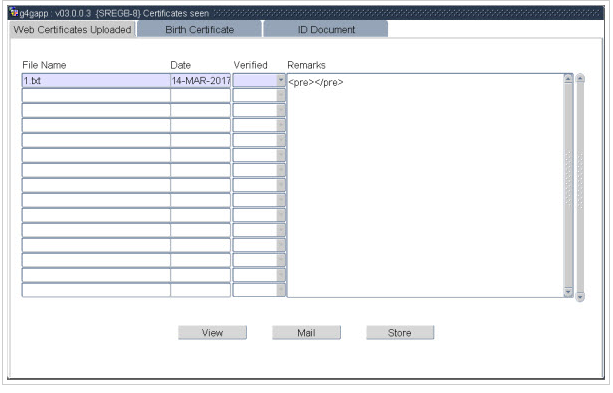 g4gapp : v03.0.0.3 {SREGB-8} Certificates seen
Web Certificates Uploaded Birth Certificate ID Document
File Name Date Verified Remarks
1.txt 14-MAR-2017 <pre></pre>
View Mail Store